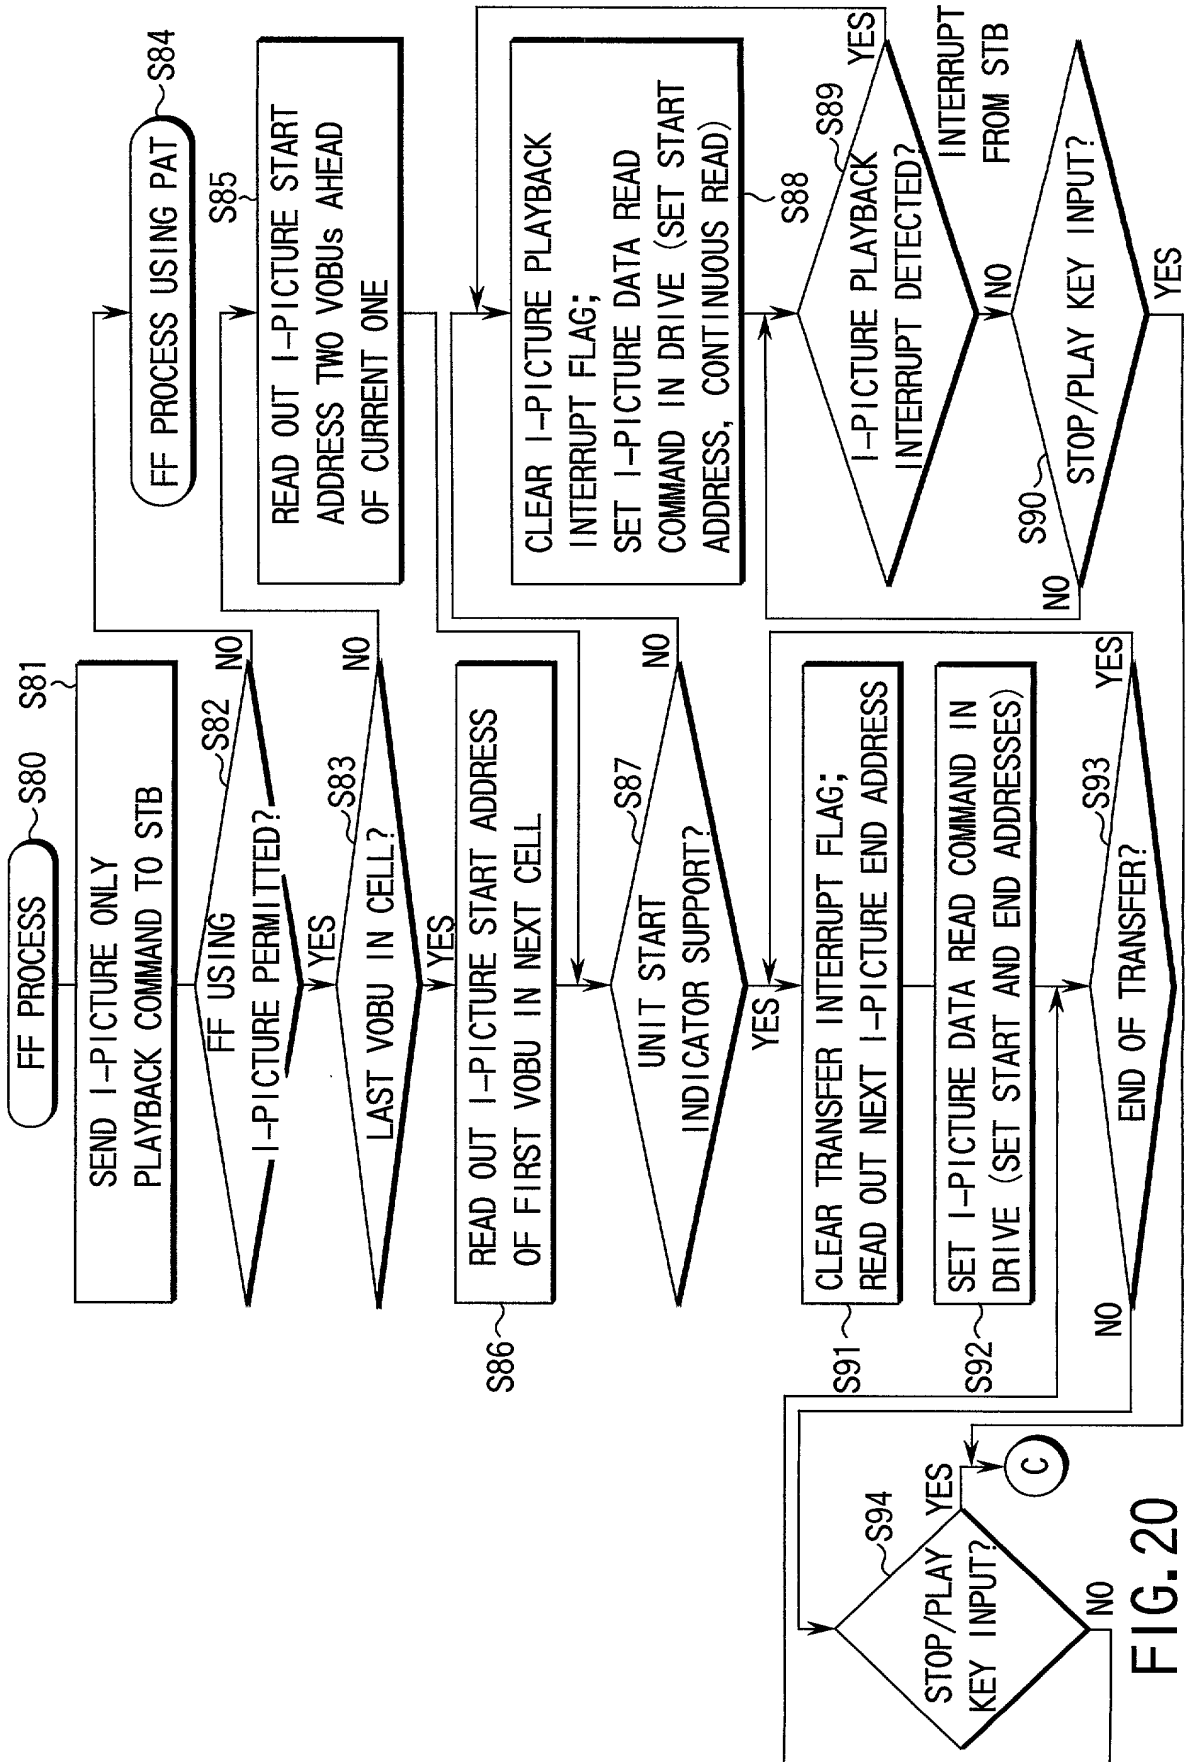 FF PROCESS
S80
S81
SEND I-PICTURE ONLY
PLAYBACK COMMAND TO STB
S82
FF USING
I-PICTURE PERMITTED?
NO
YES
FF PROCESS USING PAT
S84
S83
LAST VOBU IN CELL?
NO
YES
S85
READ OUT I-PICTURE START
ADDRESS TWO VOBUs AHEAD
OF CURRENT ONE
S86
READ OUT I-PICTURE START ADDRESS
OF FIRST VOBU IN NEXT CELL
S87
UNIT START
INDICATOR SUPPORT?
NO
YES
CLEAR I-PICTURE PLAYBACK
INTERRUPT FLAG;
SET I-PICTURE DATA READ
COMMAND IN DRIVE (SET START
ADDRESS, CONTINUOUS READ)
S88
S89
I-PICTURE PLAYBACK
INTERRUPT DETECTED?
YES
NO
INTERRUPT
FROM STB
S90
STOP/PLAY KEY INPUT?
NO
YES
S91
CLEAR TRANSFER INTERRUPT FLAG;
READ OUT NEXT I-PICTURE END ADDRESS
S92
SET I-PICTURE DATA READ COMMAND IN
DRIVE (SET START AND END ADDRESSES)
S93
END OF TRANSFER?
YES
NO
S94
STOP/PLAY
KEY INPUT?
YES
NO
C
FIG.20